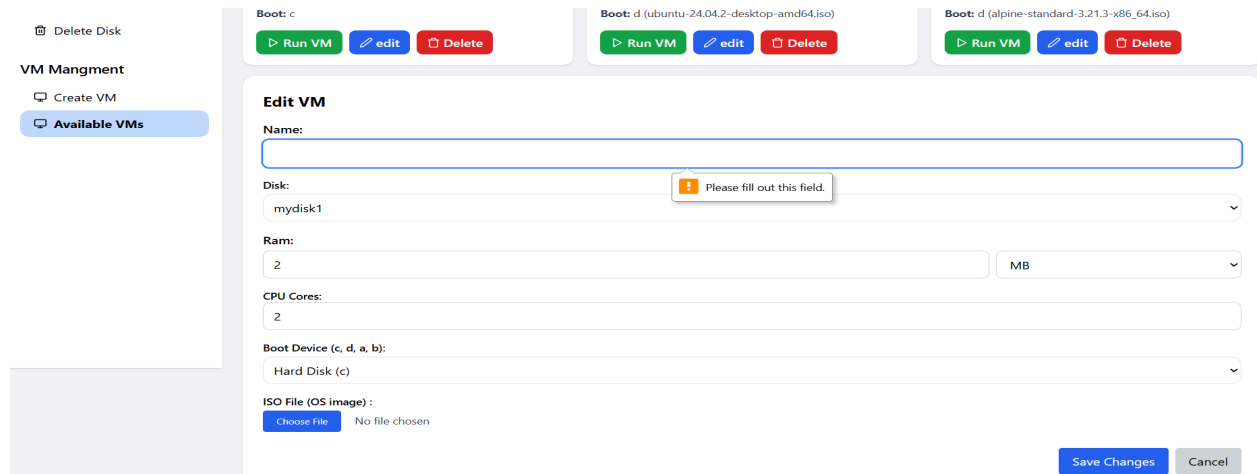 Delete Disk
VM Mangment
Create VM
Available VMs
Boot: c
Run VM edit Delete
Boot: d (ubuntu-24.04.2-desktop-amd64.iso)
Run VM edit Delete
Boot: d (alpine-standard-3.21.3-x86_64.iso)
Run VM edit Delete
Edit VM
Name:
Please fill out this field.
Disk:
mydisk1
Ram:
2
MB
CPU Cores:
2
Boot Device (c, d, a, b):
Hard Disk (c)
ISO File (OS image) :
Choose File No file chosen
Save Changes Cancel